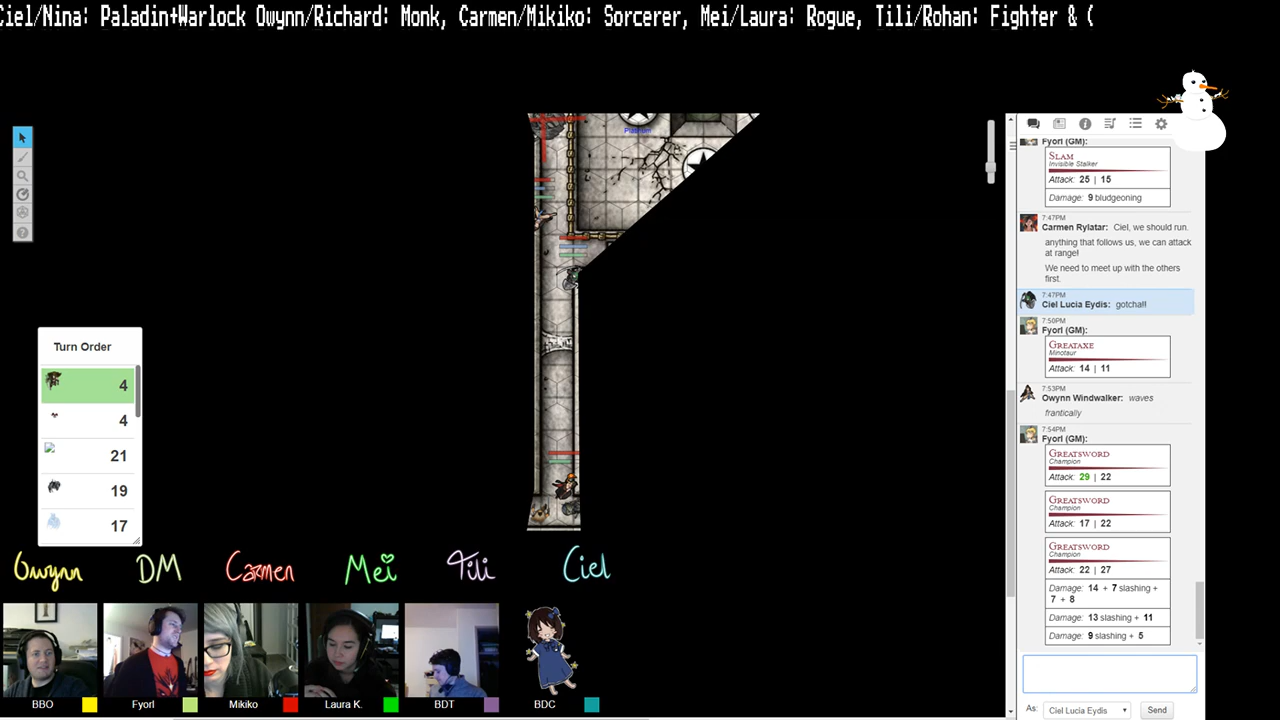 Ciel/Nina: Paladin+Warlock Owynn/Richard: Monk, Carmen/Mikiko: Sorcerer, Mei/Laura: Rogue, Tili/Rohan: Fighter & (
Platinum
Turn Order
4
4
21
19
17
Fyorl (GM):
SLAM
Invisible Stalker
Attack: 25 | 15
Damage: 9 bludgeoning
7:47PM
Carmen Rylatar: Ciel, we should run.
anything that follows us, we can attack
at range!
We need to meet up with the others
first.
7:47PM
Ciel Lucia Eydis: gotcha!!
7:50PM
Fyorl (GM):
GREATAXE
Minotaur
Attack: 14 | 11
7:53PM
Owynn Windwalker: waves
frantically
7:54PM
Fyorl (GM):
GREATSWORD
Champion
Attack: 29 | 22
GREATSWORD
Champion
Attack: 17 | 22
GREATSWORD
Champion
Attack: 22 | 27
Damage: 14 + 7 slashing +
7 + 8
Damage: 13 slashing + 11
Damage: 9 slashing + 5
As: Ciel Lucia Eydis Send
Owynn DM Carmen Mei Tili Ciel
BBO Fyorl Mikiko Laura K. BDT BDC